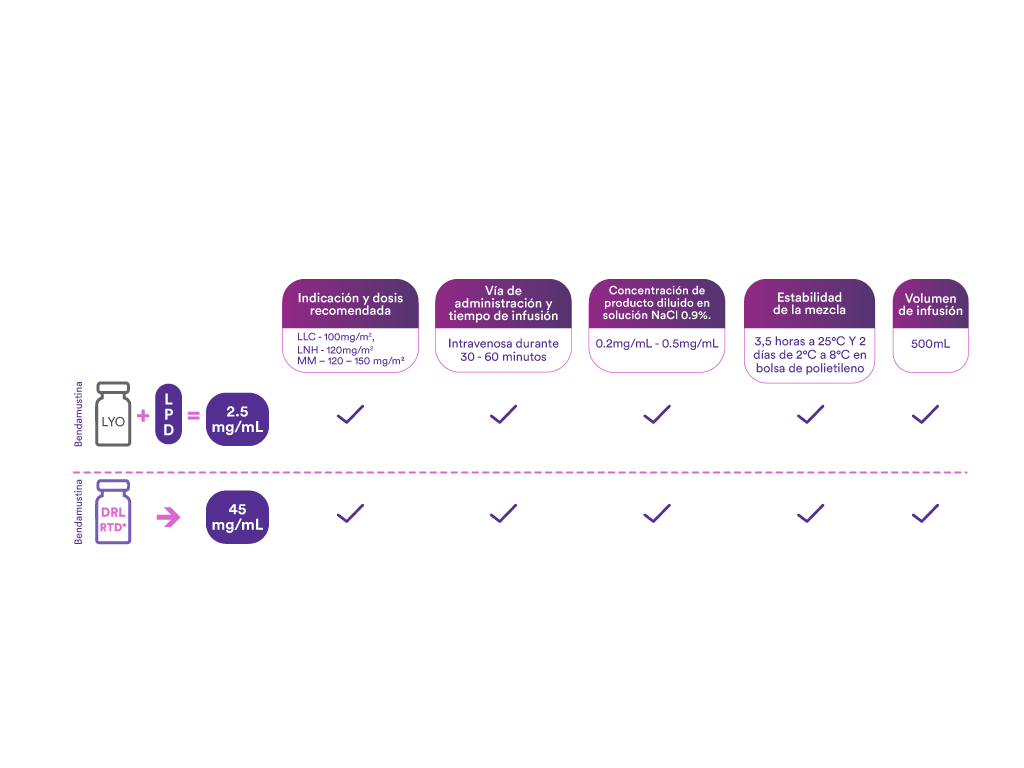 Indicación y dosis
recomendada
LLC - 100mg/m²,
LNH - 120mg/m²
MM – 120 – 150 mg/m²
Vía de
administración y
tiempo de infusión
Intravenosa durante
30 - 60 minutos
Concentración de
producto diluido en
solución NaCl 0.9%.
0.2mg/mL - 0.5mg/mL
Estabilidad
de la mezcla
3,5 horas a 25°C Y 2
días de 2°C a 8°C en
bolsa de polietileno
Volumen
de infusión
500mL
Bendamustina
LYO
+
L
P
D
=
2.5
mg/mL
Bendamustina
DRL
RTD*
45
mg/mL